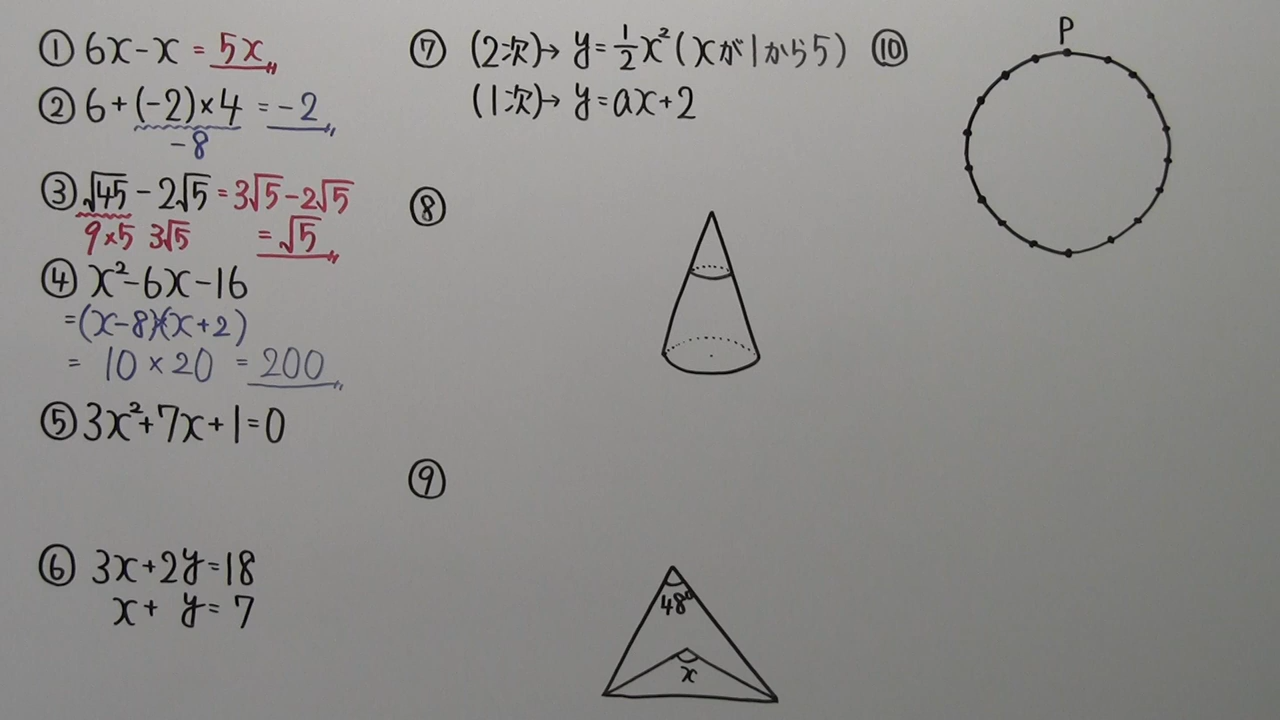 ① 6x-x = 5x
② 6+(-2)×4 = -2
-8
③ √45 - 2√5 = 3√5-2√5
9×5 3√5 = √5
④ x²-6x-16
=(x-8)(x+2)
= 10×20 = 200
⑤ 3x²+7x+1=0
⑥ 3x+2y=18
x+ y= 7
⑦ (2次)→ y=1/2x² (xが1から5)
(1次)→ y=ax+2
⑧
⑨
48°
x
⑩
P